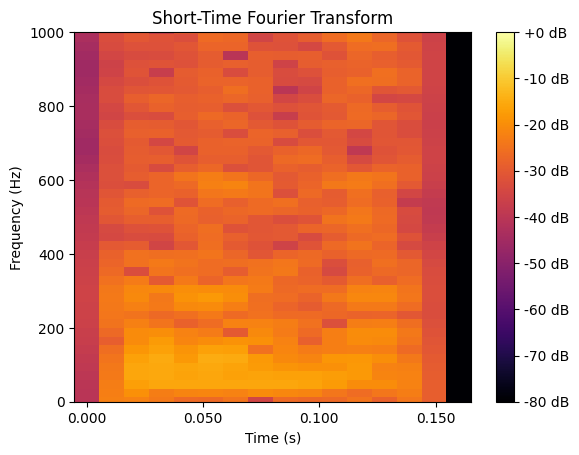 Short-Time Fourier Transform
1000
800
600
400
200
0
Frequency (Hz)
0.000
0.050
0.100
0.150
Time (s)
+0 dB
-10 dB
-20 dB
-30 dB
-40 dB
-50 dB
-60 dB
-70 dB
-80 dB